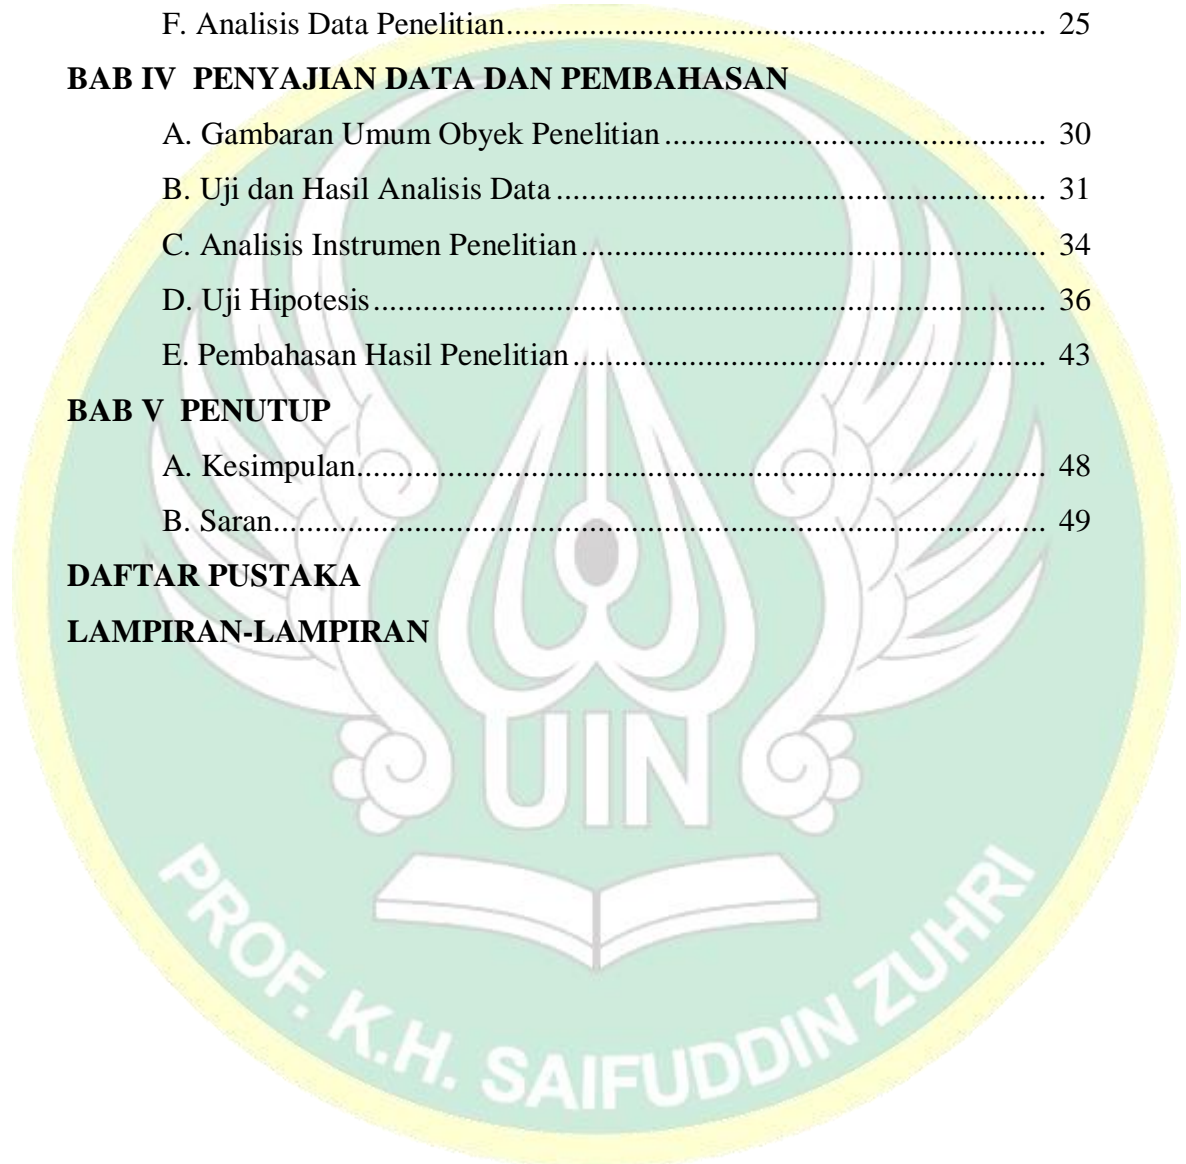 F. Analisis Data Penelitian................................................................. 25
BAB IV PENYAJIAN DATA DAN PEMBAHASAN
A. Gambaran Umum Obyek Penelitian.............................................. 30
B. Uji dan Hasil Analisis Data........................................................... 31
C. Analisis Instrumen Penelitian........................................................ 34
D. Uji Hipotesis................................................................................. 36
E. Pembahasan Hasil Penelitian......................................................... 43
BAB V PENUTUP
A. Kesimpulan................................................................................... 48
B. Saran............................................................................................. 49
DAFTAR PUSTAKA
LAMPIRAN-LAMPIRAN
UIN
PROF. K.H. SAIFUDDIN ZUHRI